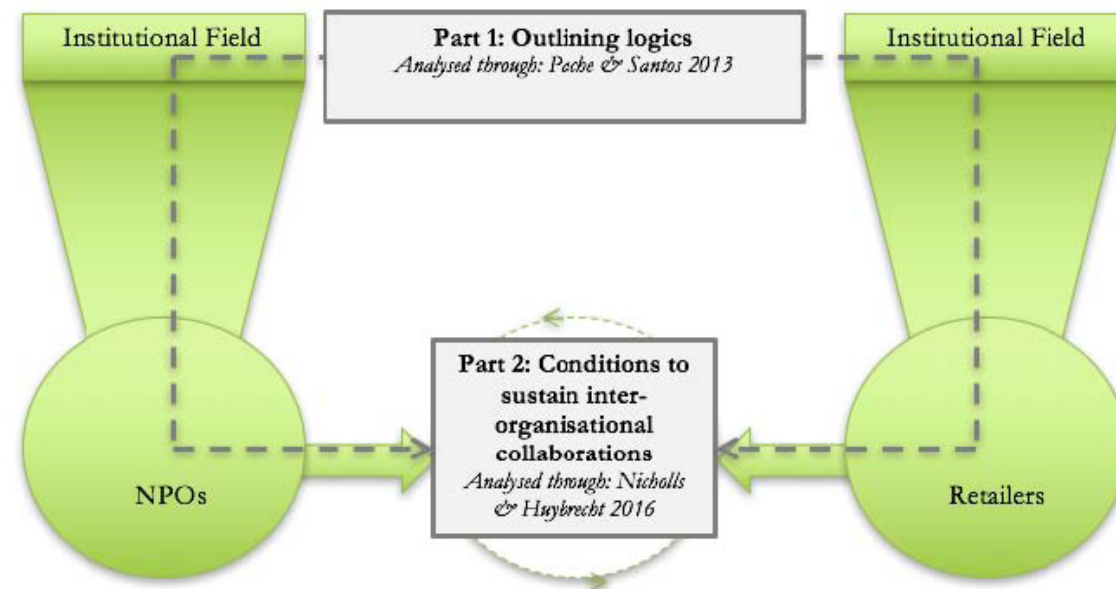 Institutional Field
Part 1: Outlining logics
Analysed through: Pache & Santos 2013
Institutional Field
Part 2: Conditions to
sustain inter-
organisational
collaborations
Analysed through: Nicholls
& Huybrecht 2016
NPOs
Retailers